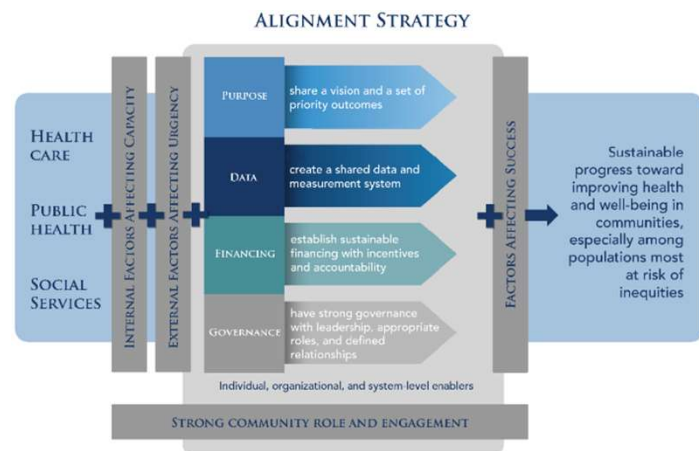 ALIGNMENT STRATEGY
HEALTH
CARE
PUBLIC
HEALTH
SOCIAL
SERVICES
INTERNAL FACTORS AFFECTING CAPACITY
EXTERNAL FACTORS AFFECTING URGENCY
PURPOSE
share a vision and a set of
priority outcomes
DATA
create a shared data and
measurement system
FINANCING
establish sustainable
financing with incentives
and accountability
GOVERNANCE
have strong governance
with leadership, appropriate
roles, and defined
relationships
Individual, organizational, and system-level enablers
FACTORS AFFECTING SUCCESS
Sustainable
progress toward
improving health
and well-being in
communities,
especially among
populations most
at risk of
inequities
STRONG COMMUNITY ROLE AND ENGAGEMENT